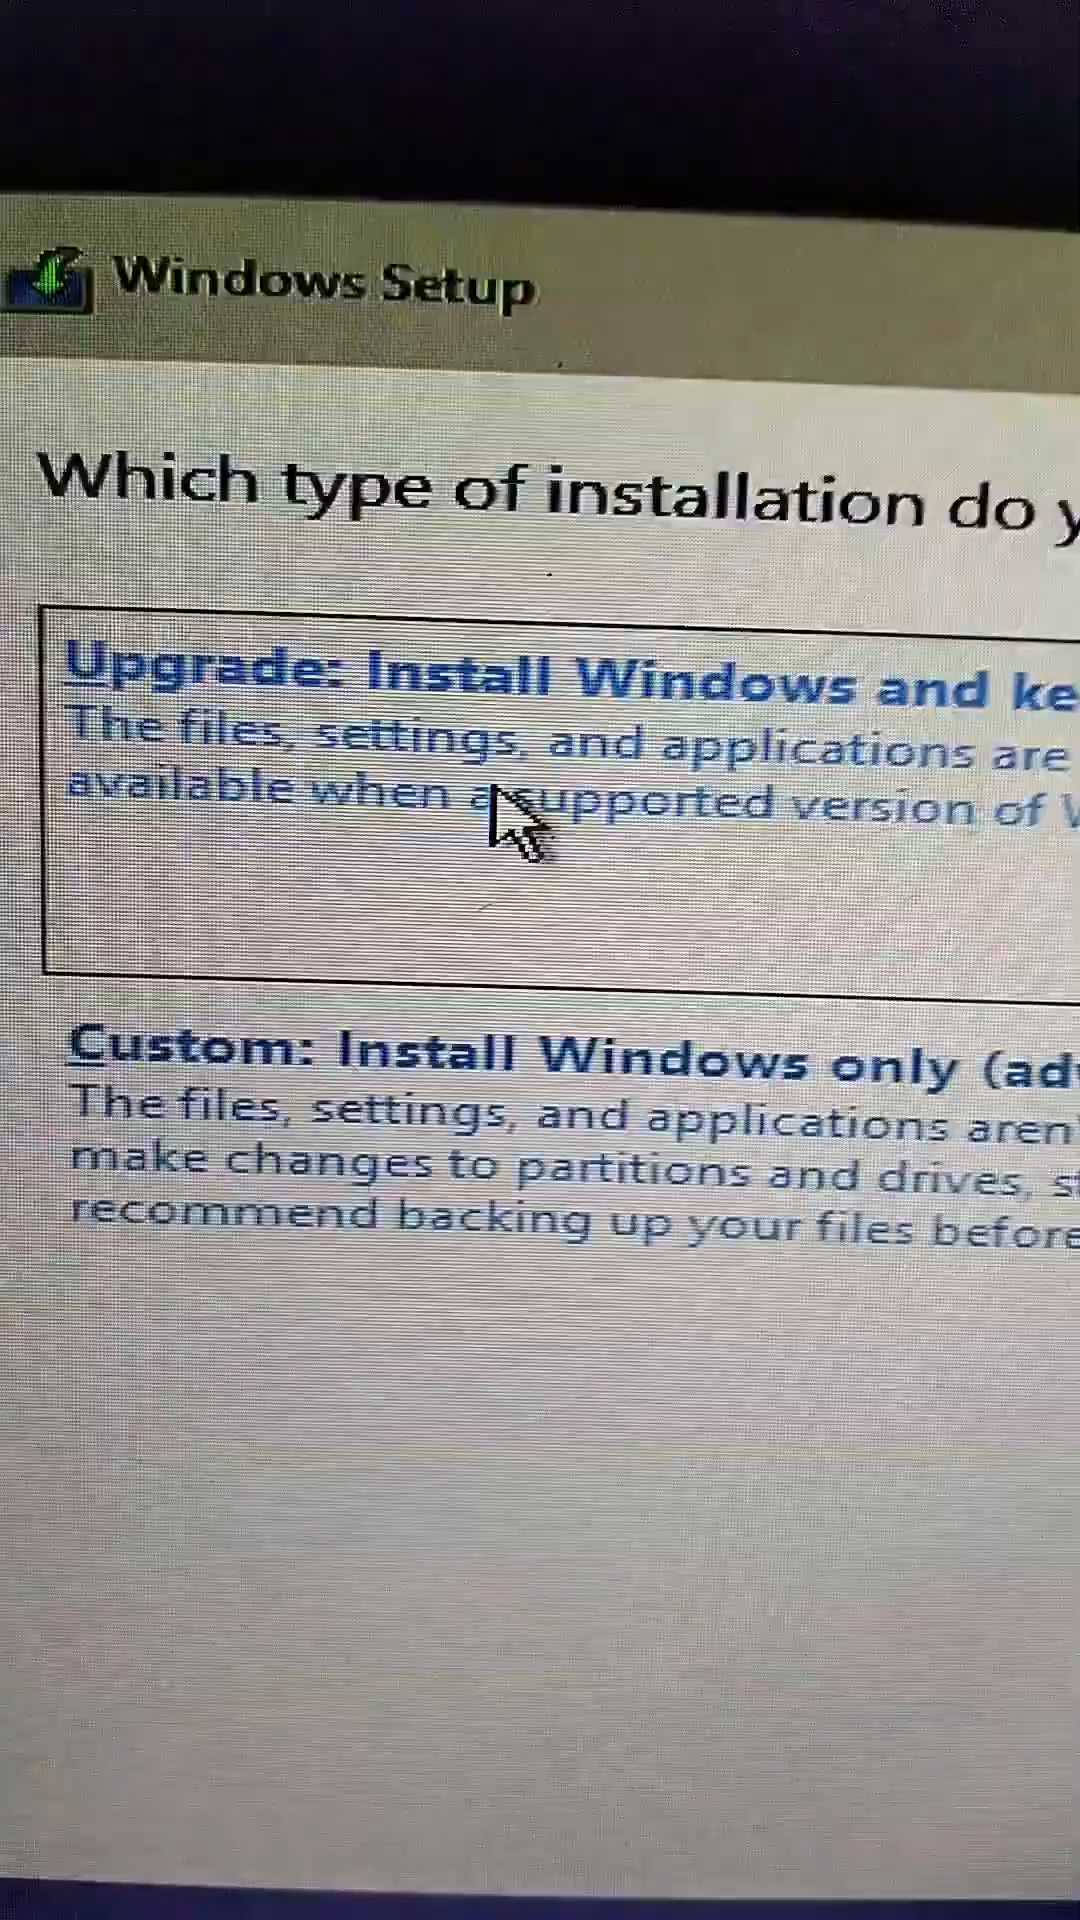 Windows Setup
Which type of installation do
Upgrade: Install Windows and
The files, settings, and applications are
available when a supported version of
Custom: Install Windows only
The files, settings, and applications
make changes to partitions and drives,
recommend backing up your files before